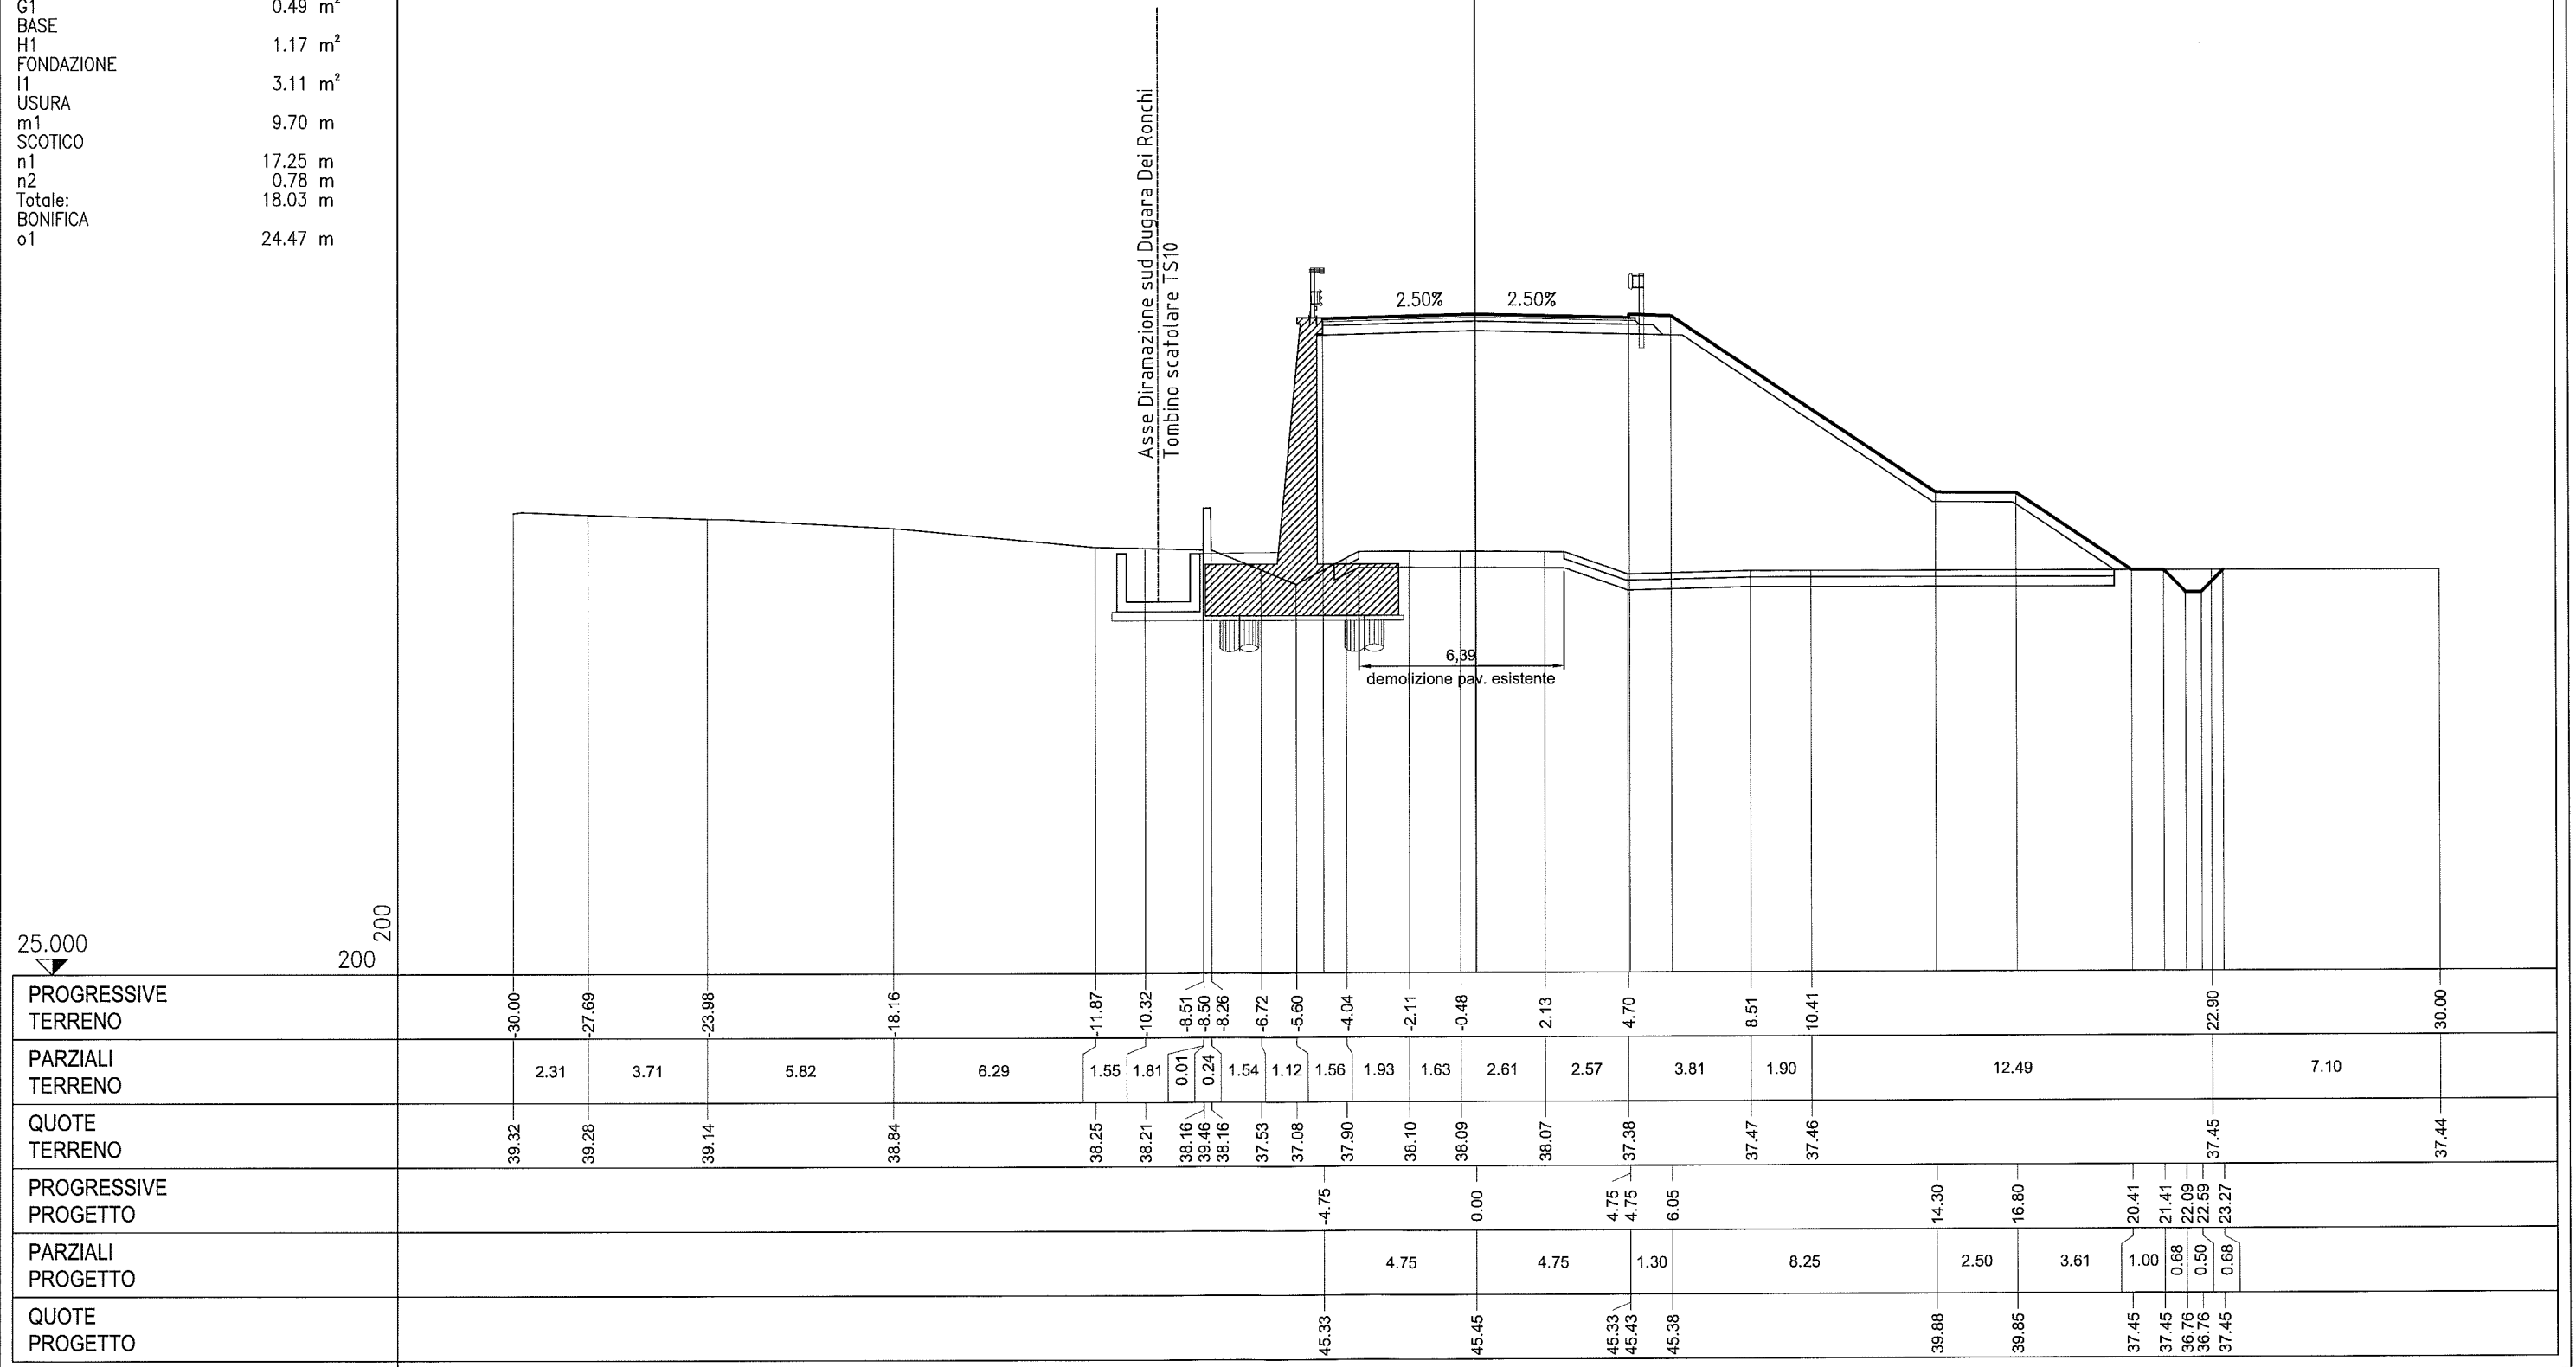 G1 0.49 m²
BASE
H1 1.17 m²
FONDAZIONE
I1 3.11 m²
USURA
m1 9.70 m
SCOTICO
n1 17.25 m
n2 0.78 m
Totale: 18.03 m
BONIFICA
o1 24.47 m
Asse Diramazione sud Dugara Dei Ronchi
Tombino scatolare TS10
2.50% 2.50%
6,39
demolizione pav. esistente
25.000
200
200
PROGRESSIVE
TERRENO
-30.00 -27.69 -23.98 -18.16 -11.87 -10.32 -8.51 -8.50 -8.26 -6.72 -5.60 -4.04 -2.11 -0.48 2.13 4.70 8.51 10.41 22.90 30.00
PARZIALI
TERRENO
2.31 3.71 5.82 6.29 1.55 1.81 0.01 0.24 1.54 1.12 1.56 1.93 1.63 2.61 2.57 3.81 1.90 12.49 7.10
QUOTE
TERRENO
39.32 39.28 39.14 38.84 38.25 38.21 38.16 39.46 38.16 37.53 37.08 37.90 38.10 38.09 38.07 37.38 37.47 37.46 37.45 37.44
PROGRESSIVE
PROGETTO
-4.75 0.00 4.75 4.75 6.05 14.30 16.80 20.41 21.41 22.09 22.59 23.27
PARZIALI
PROGETTO
4.75 4.75 1.30 8.25 2.50 3.61 1.00 0.68 0.50 0.68
QUOTE
PROGETTO
45.33 45.45 45.33 45.43 45.38 39.88 39.85 37.45 37.45 36.76 36.76 37.45